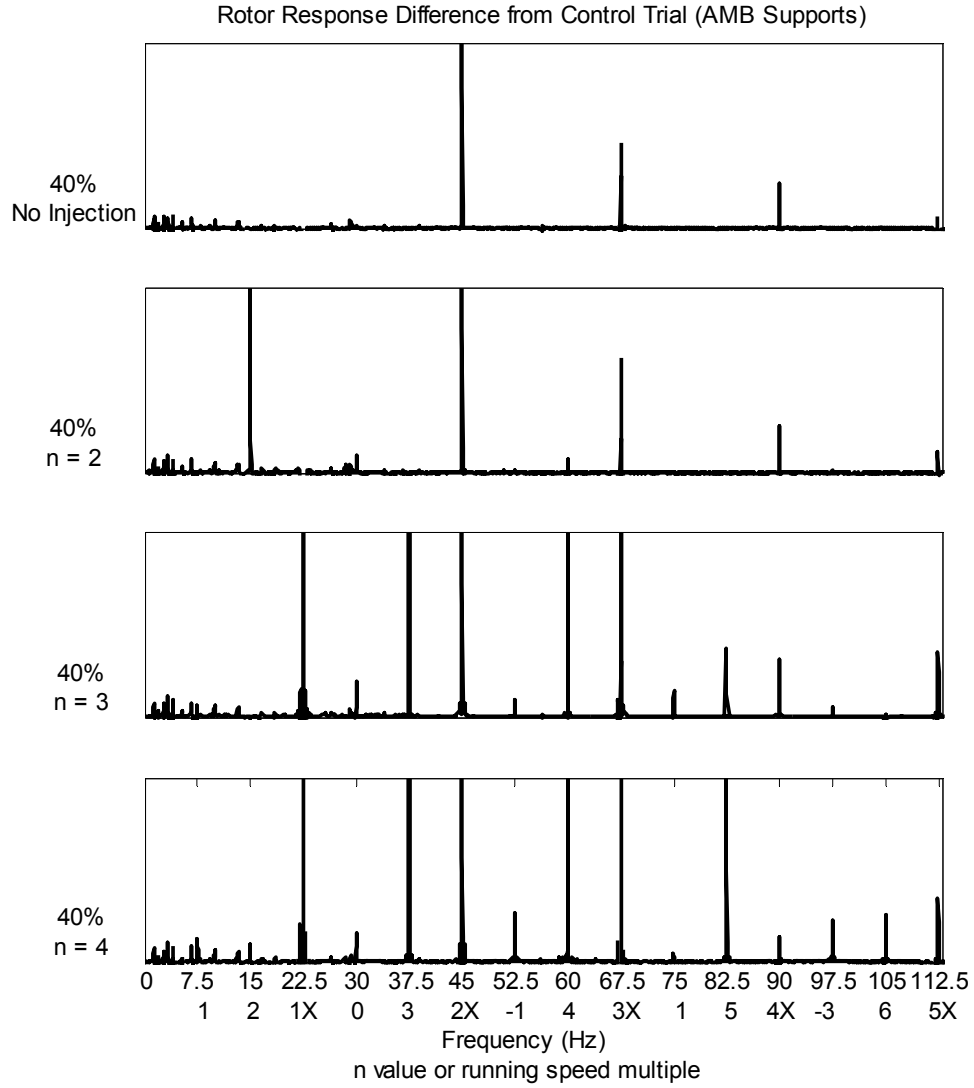 Rotor Response Difference from Control Trial (AMB Supports)
40%
No Injection
40%
n = 2
40%
n = 3
40%
n = 4
0 7.5 15 22.5 30 37.5 45 52.5 60 67.5 75 82.5 90 97.5 105 112.5
1 2 1X 0 3 2X -1 4 3X 1 5 4X -3 6 5X
Frequency (Hz)
n value or running speed multiple